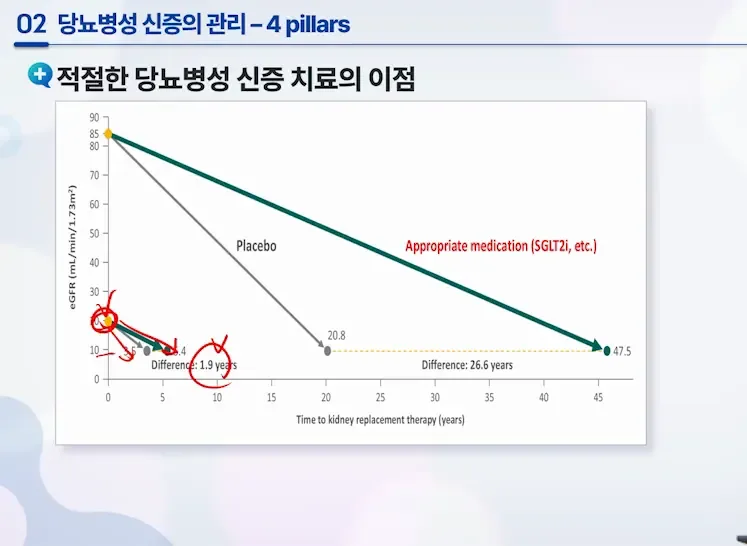 02 당뇨병성 신증의 관리 – 4 pillars
적절한 당뇨병성 신증 치료의 이점
90
85
80
70
60
50
40
30
10
0
eGFR (mL/min/1.73m²)
Placebo
Appropriate medication (SGLT2i, etc.)
20.8
47.5
Difference: 1.9 years
Difference: 26.6 years
0 5 10 15 20 25 30 35 40 45
Time to kidney replacement therapy (years)